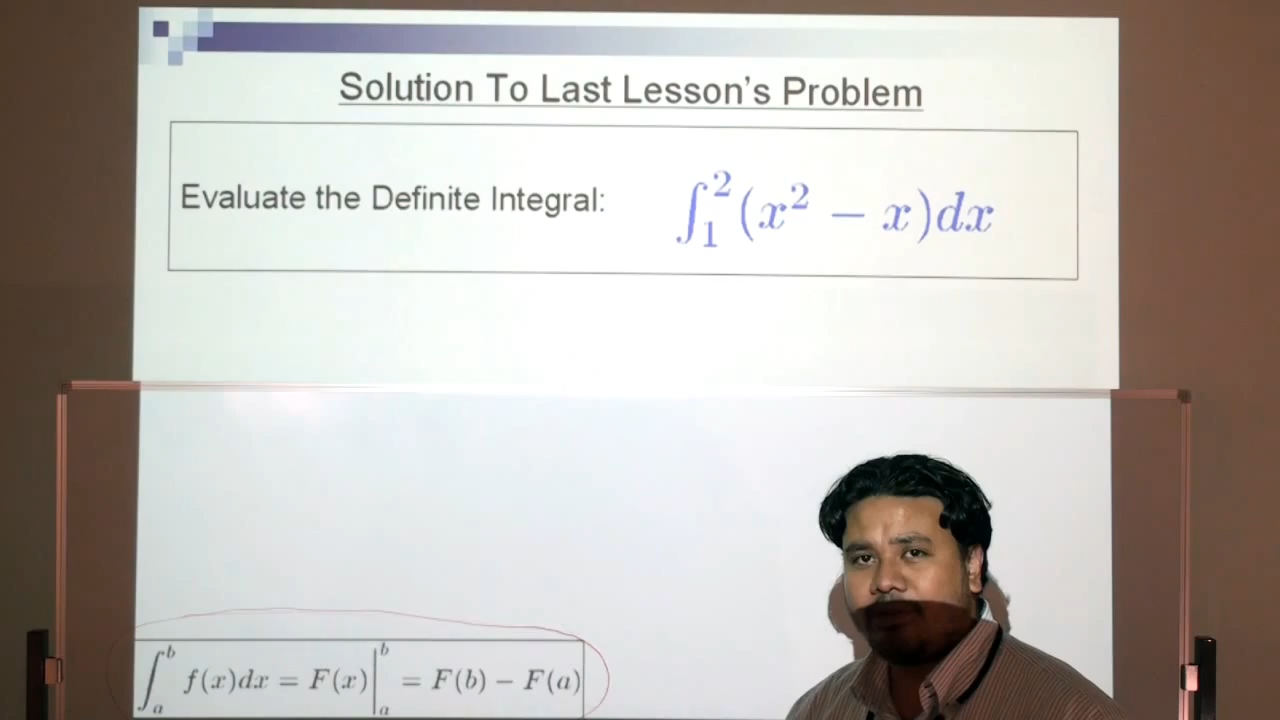 Solution To Last Lesson's Problem
Evaluate the Definite Integral: ∫₁²(x² − x)dx
∫ₐᵇ f(x)dx = F(x)|ₐᵇ = F(b) − F(a)